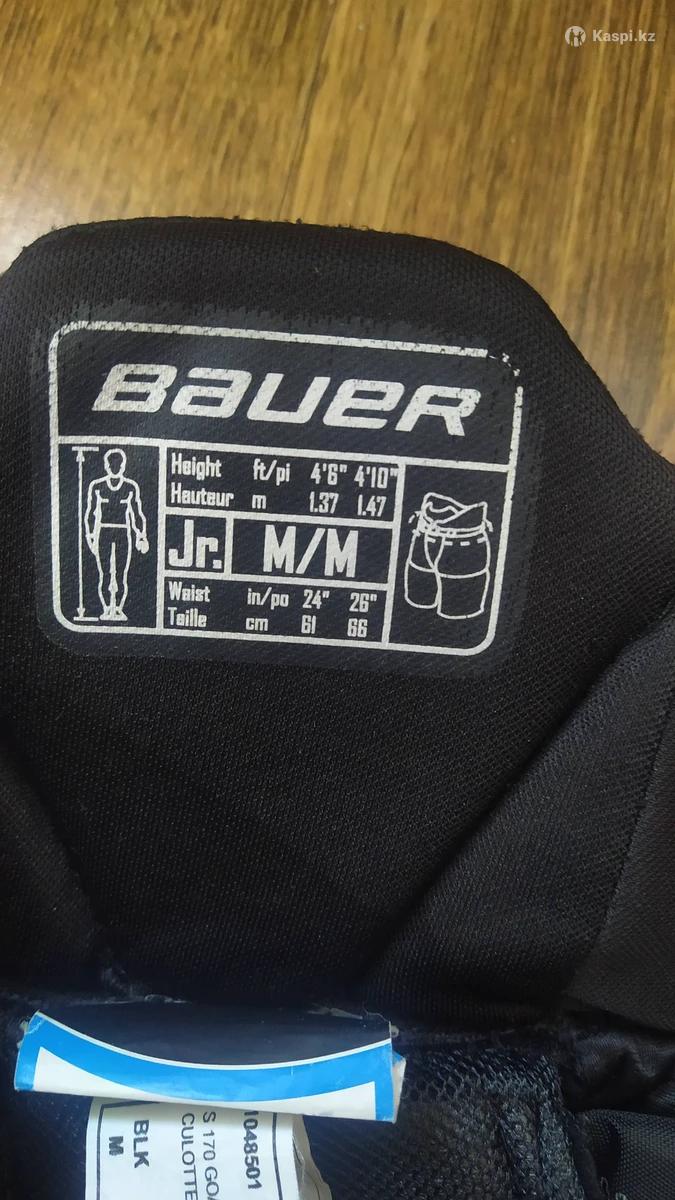 Kaspi.kz
BAUER
Height ft/pi 4'6" 4'10"
Hauteur m 1.37 1.47
Jr. M/M
Waist in/po 24" 26"
Taille cm 61 66
1048501
S 170
CULOTTE
BLK
M